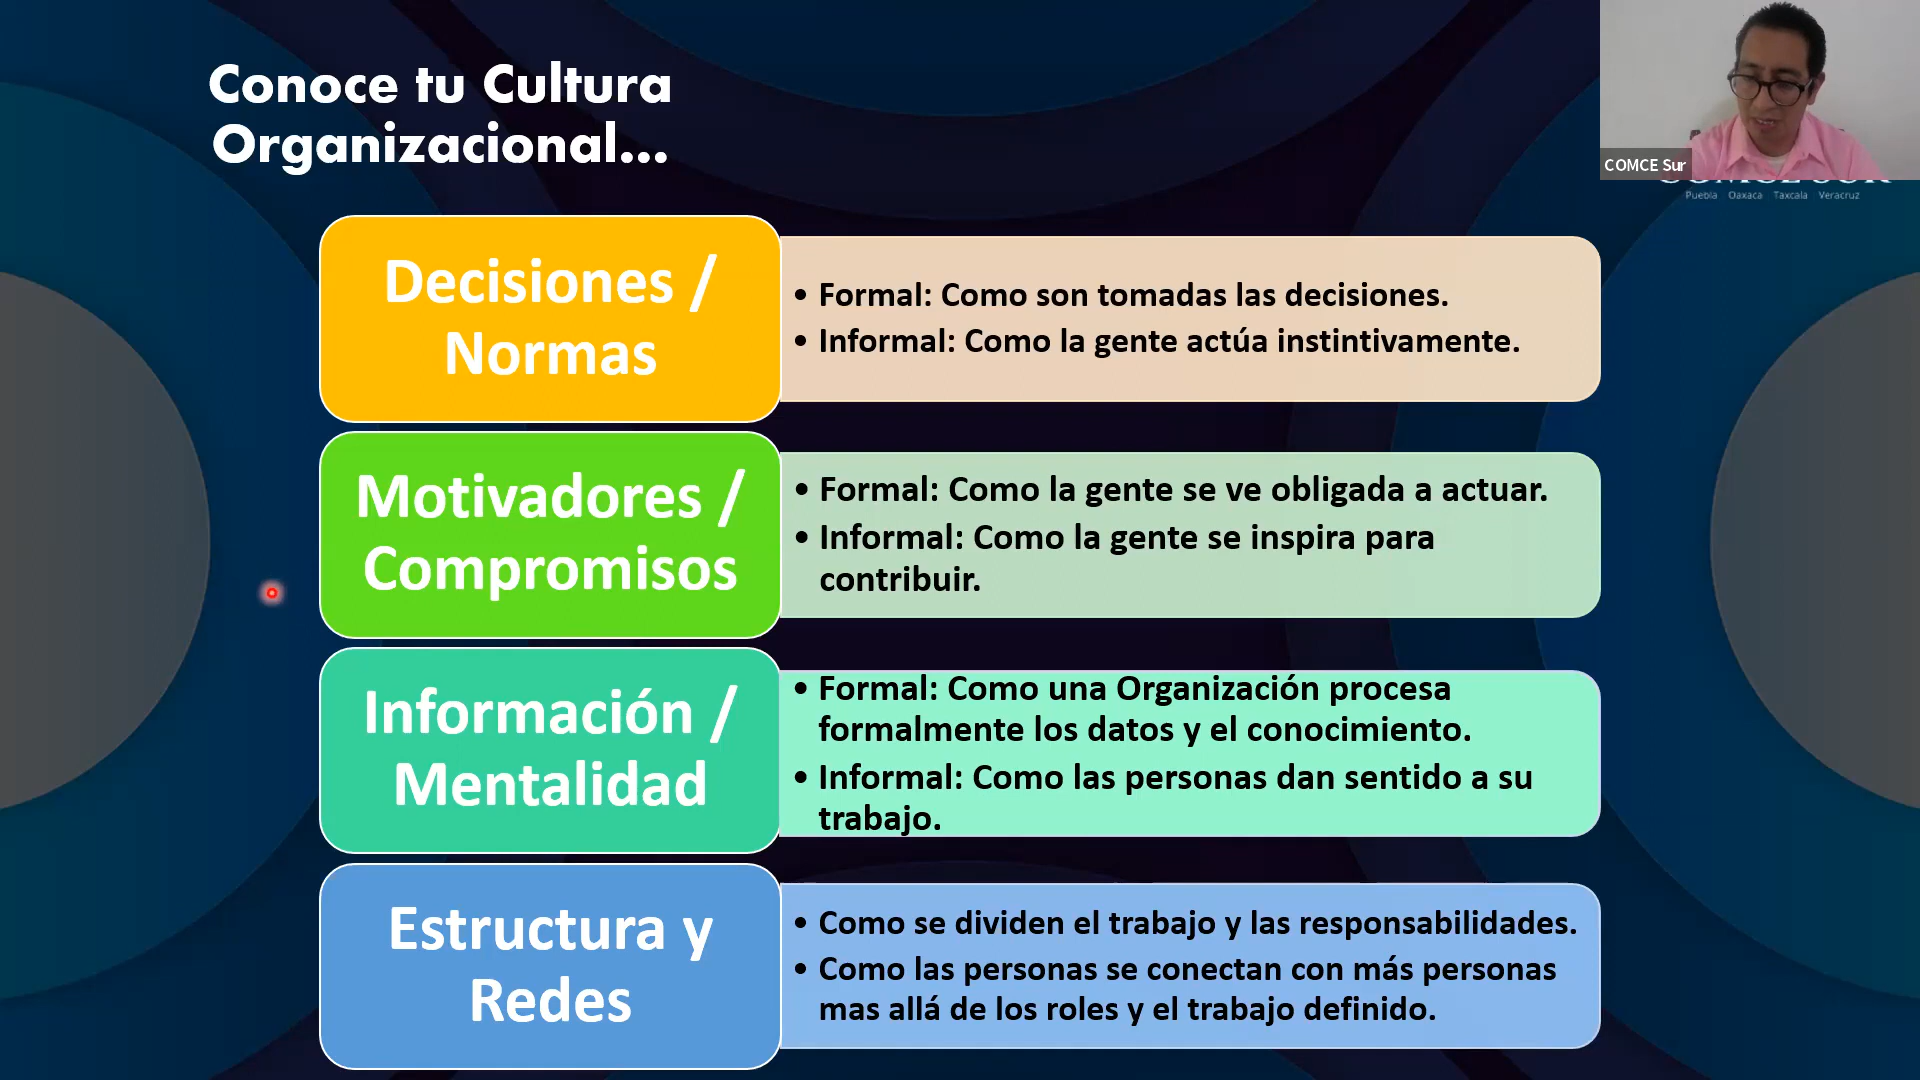 Conoce tu Cultura
Organizacional...
COMCE Sur
Puebla Oaxaca Taxcala Veracruz
Decisiones /
Normas
• Formal: Como son tomadas las decisiones.
• Informal: Como la gente actúa instintivamente.
Motivadores /
Compromisos
• Formal: Como la gente se ve obligada a actuar.
• Informal: Como la gente se inspira para
contribuir.
Información /
Mentalidad
• Formal: Como una Organización procesa
formalmente los datos y el conocimiento.
• Informal: Como las personas dan sentido a su
trabajo.
Estructura y
Redes
• Como se dividen el trabajo y las responsabilidades.
• Como las personas se conectan con más personas
mas allá de los roles y el trabajo definido.